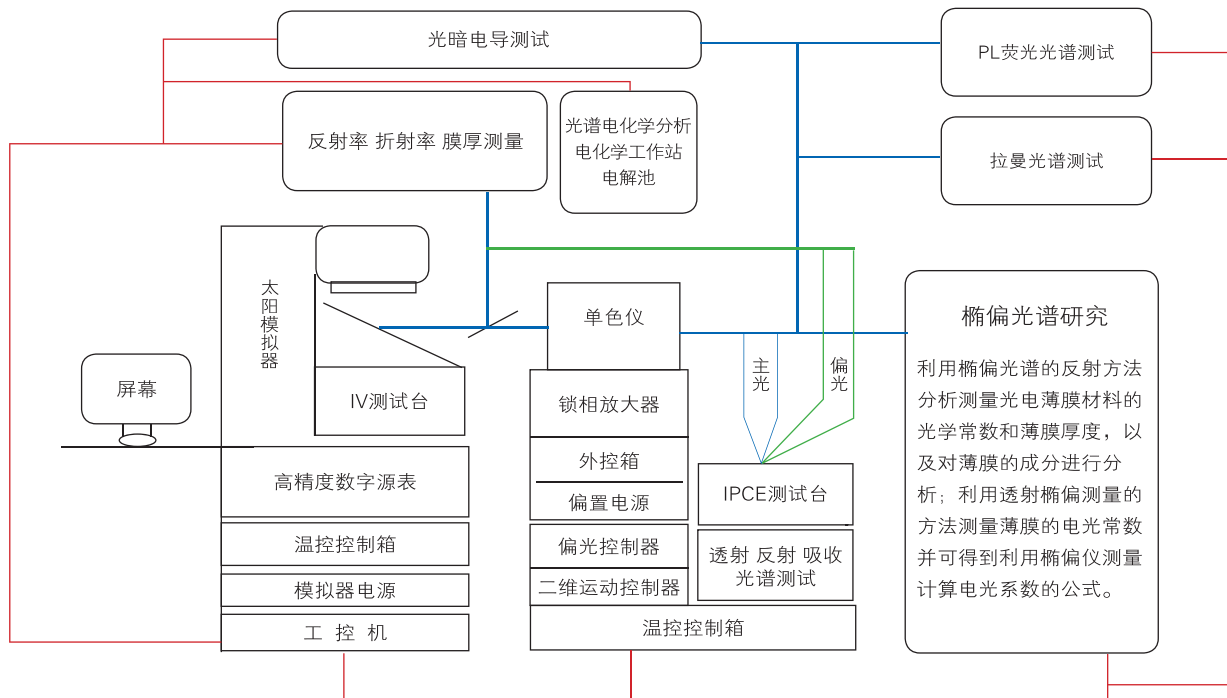 光暗电导测试
PL荧光光谱测试
反射率 折射率 膜厚测量
光谱电化学分析
电化学工作站
电解池
拉曼光谱测试
太阳模拟器
单色仪
椭偏光谱研究
利用椭偏光谱的反射方法
分析测量光电薄膜材料的
光学常数和薄膜厚度，以
及对薄膜的成分进行分
析；利用透射椭偏测量的
方法测量薄膜的电光常数
并可得到利用椭偏仪测量
计算电光系数的公式。
主光
偏光
屏幕
IV测试台
锁相放大器
外控箱
偏置电源
高精度数字源表
IPCE测试台
温控控制箱
偏光控制器
透射 反射 吸收
光谱测试
模拟器电源
二维运动控制器
工 控 机
温控控制箱